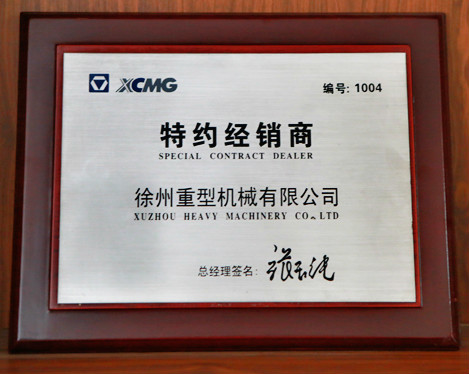 XCMG
编号: 1004
特约经销商
SPECIAL CONTRACT DEALER
徐州重型机械有限公司
XUZHOU HEAVY MACHINERY CO.,LTD
总经理签名: